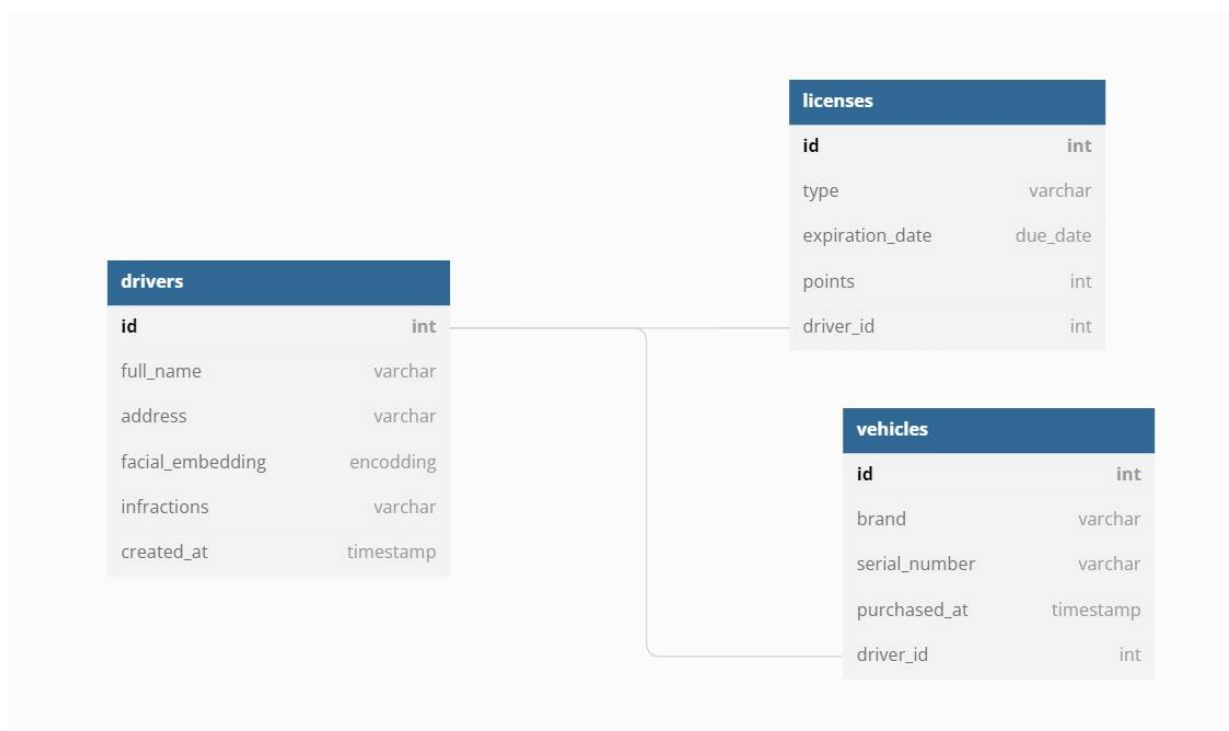 licenses
id int
type varchar
expiration_date due_date
points int
driver_id int
drivers
id int
full_name varchar
address varchar
facial_embedding encodding
infractions varchar
created_at timestamp
vehicles
id int
brand varchar
serial_number varchar
purchased_at timestamp
driver_id int